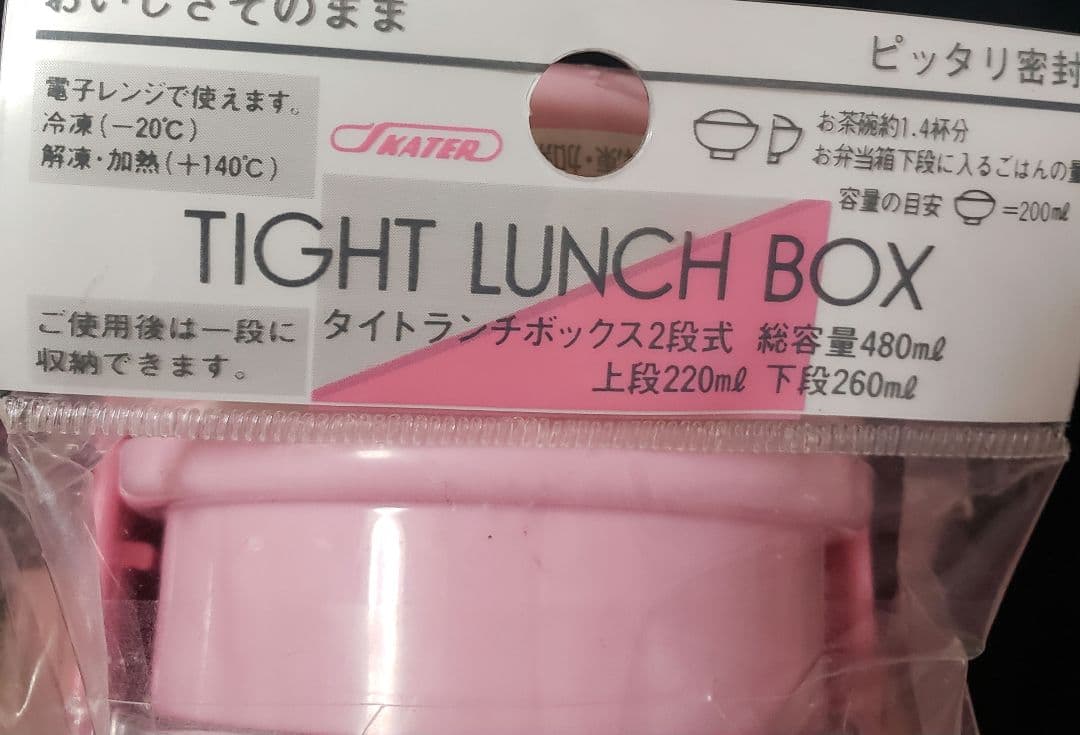 おいしさそのまま
ピッタリ密封
電子レンジで使えます。
冷凍(－20℃)
解凍・加熱(＋140℃)
SKATER
お茶碗約1.4杯分
お弁当箱下段に入るごはんの量
容量の目安 =200㎖
TIGHT LUNCH BOX
ご使用後は一段に
収納できます。
タイトランチボックス2段式 総容量480㎖
上段220㎖ 下段260㎖